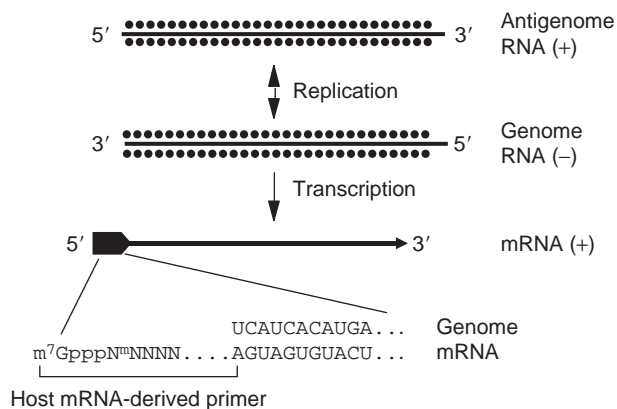 5′ 3′ Antigenome
RNA (+)
Replication
3′ 5′ Genome
RNA (–)
Transcription
5′ 3′ mRNA (+)
UCAUCACAUGA... Genome
m⁷GpppNᵐNNNN....AGUAGUGUACU... mRNA
Host mRNA-derived primer